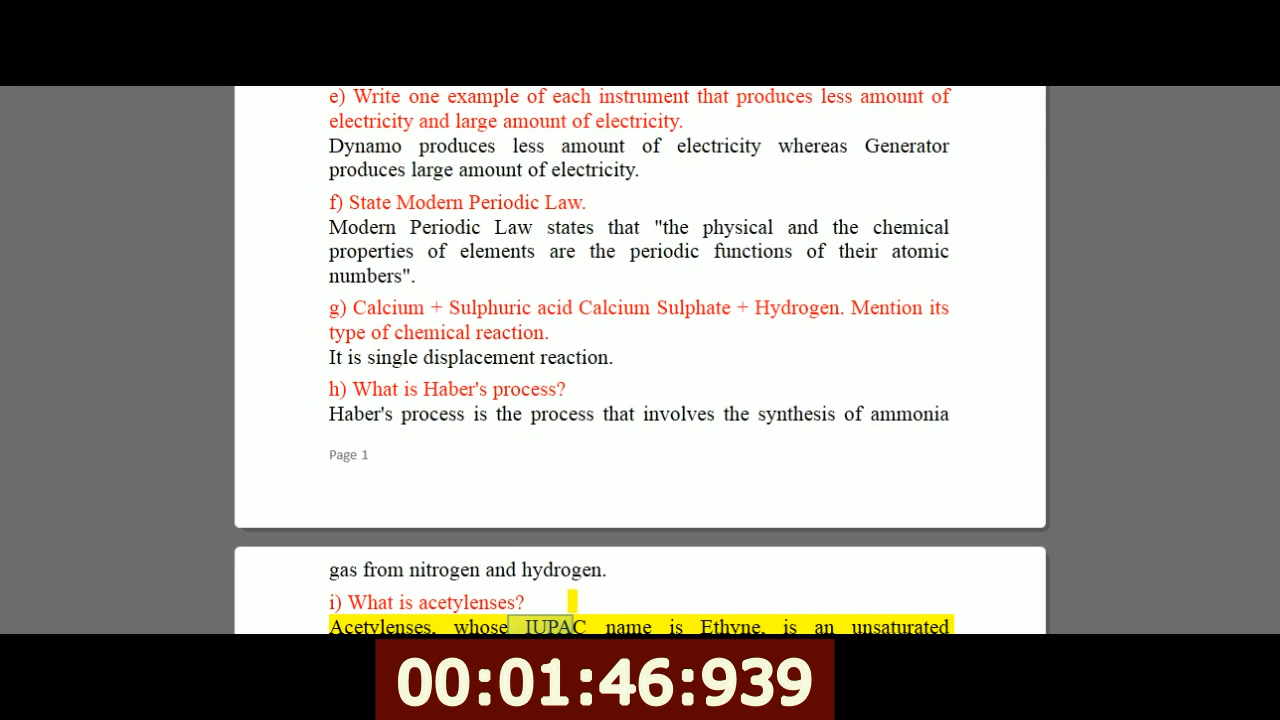 e) Write one example of each instrument that produces less amount of
electricity and large amount of electricity.
Dynamo produces less amount of electricity whereas Generator
produces large amount of electricity.
f) State Modern Periodic Law.
Modern Periodic Law states that "the physical and the chemical
properties of elements are the periodic functions of their atomic
numbers".
g) Calcium + Sulphuric acid Calcium Sulphate + Hydrogen. Mention its
type of chemical reaction.
It is single displacement reaction.
h) What is Haber's process?
Haber's process is the process that involves the synthesis of ammonia
Page 1
gas from nitrogen and hydrogen.
i) What is acetylenses?
Acetylenses, whose IUPAC name is Ethyne, is an unsaturated
00:01:46:939